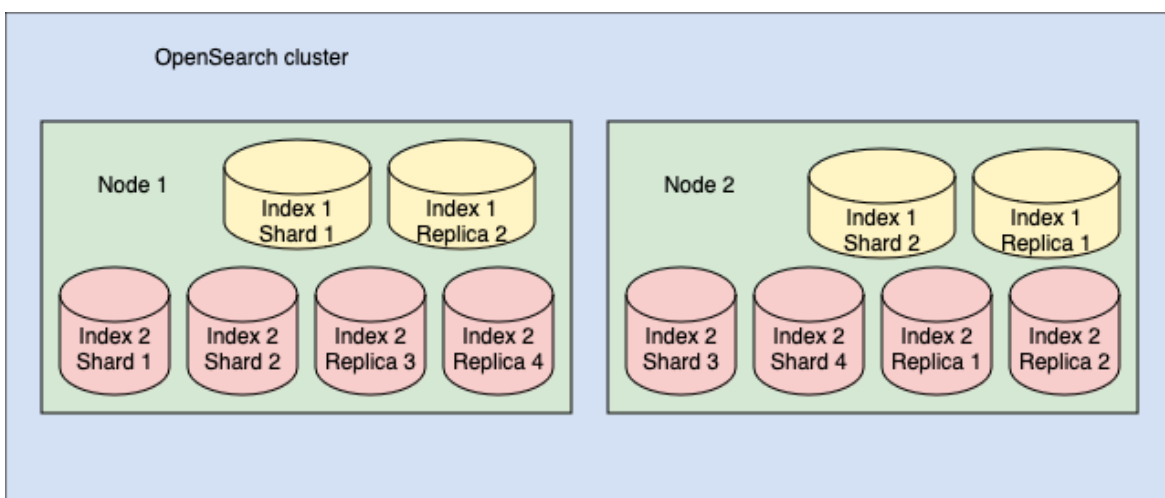 OpenSearch cluster
Node 1
Index 1
Shard 1
Index 1
Replica 2
Index 2
Shard 1
Index 2
Shard 2
Index 2
Replica 3
Index 2
Replica 4
Node 2
Index 1
Shard 2
Index 1
Replica 1
Index 2
Shard 3
Index 2
Shard 4
Index 2
Replica 1
Index 2
Replica 2